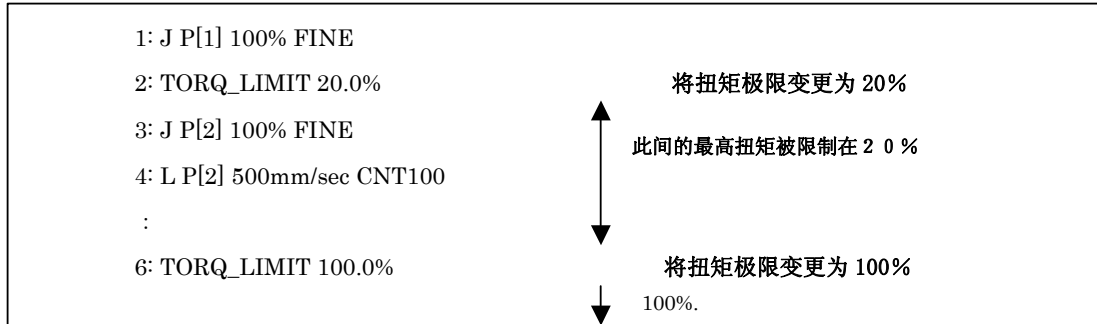 1: J P[1] 100% FINE
2: TORQ_LIMIT 20.0% 将扭矩极限变更为 20%
3: J P[2] 100% FINE
此间的最高扭矩被限制在２０％
4: L P[2] 500mm/sec CNT100
:
6: TORQ_LIMIT 100.0% 将扭矩极限变更为 100%
100%.